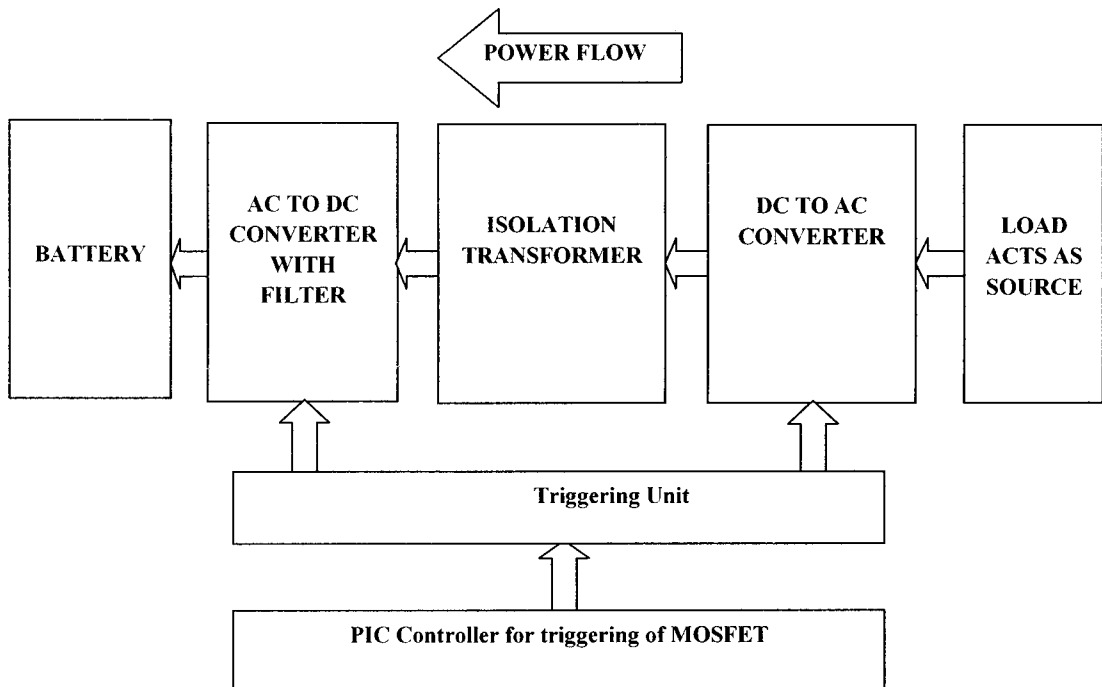 POWER FLOW
BATTERY
AC TO DC
CONVERTER
WITH
FILTER
ISOLATION
TRANSFORMER
DC TO AC
CONVERTER
LOAD
ACTS AS
SOURCE
Triggering Unit
PIC Controller for triggering of MOSFET